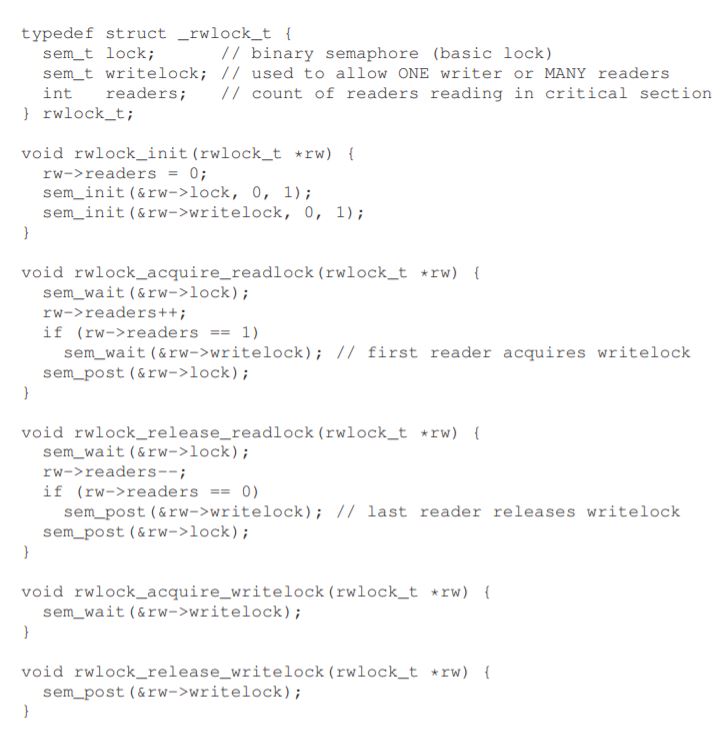 typedef struct _rwlock_t {
  sem_t lock;      // binary semaphore (basic lock)
  sem_t writelock; // used to allow ONE writer or MANY readers
  int   readers;   // count of readers reading in critical section
} rwlock_t;

void rwlock_init(rwlock_t *rw) {
  rw->readers = 0;
  sem_init(&rw->lock, 0, 1);
  sem_init(&rw->writelock, 0, 1);
}

void rwlock_acquire_readlock(rwlock_t *rw) {
  sem_wait(&rw->lock);
  rw->readers++;
  if (rw->readers == 1)
    sem_wait(&rw->writelock); // first reader acquires writelock
  sem_post(&rw->lock);
}

void rwlock_release_readlock(rwlock_t *rw) {
  sem_wait(&rw->lock);
  rw->readers--;
  if (rw->readers == 0)
    sem_post(&rw->writelock); // last reader releases writelock
  sem_post(&rw->lock);
}

void rwlock_acquire_writelock(rwlock_t *rw) {
  sem_wait(&rw->writelock);
}

void rwlock_release_writelock(rwlock_t *rw) {
  sem_post(&rw->writelock);
}